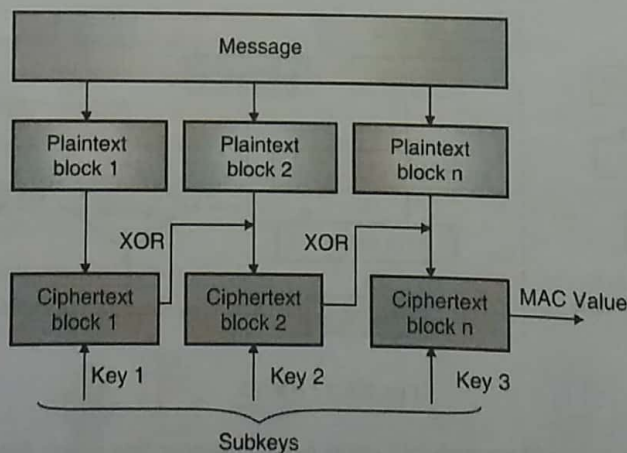 Message
Plaintext
block 1
Plaintext
block 2
Plaintext
block n
XOR
XOR
Ciphertext
block 1
Ciphertext
block 2
Ciphertext
block n
MAC Value
Key 1
Key 2
Key 3
Subkeys